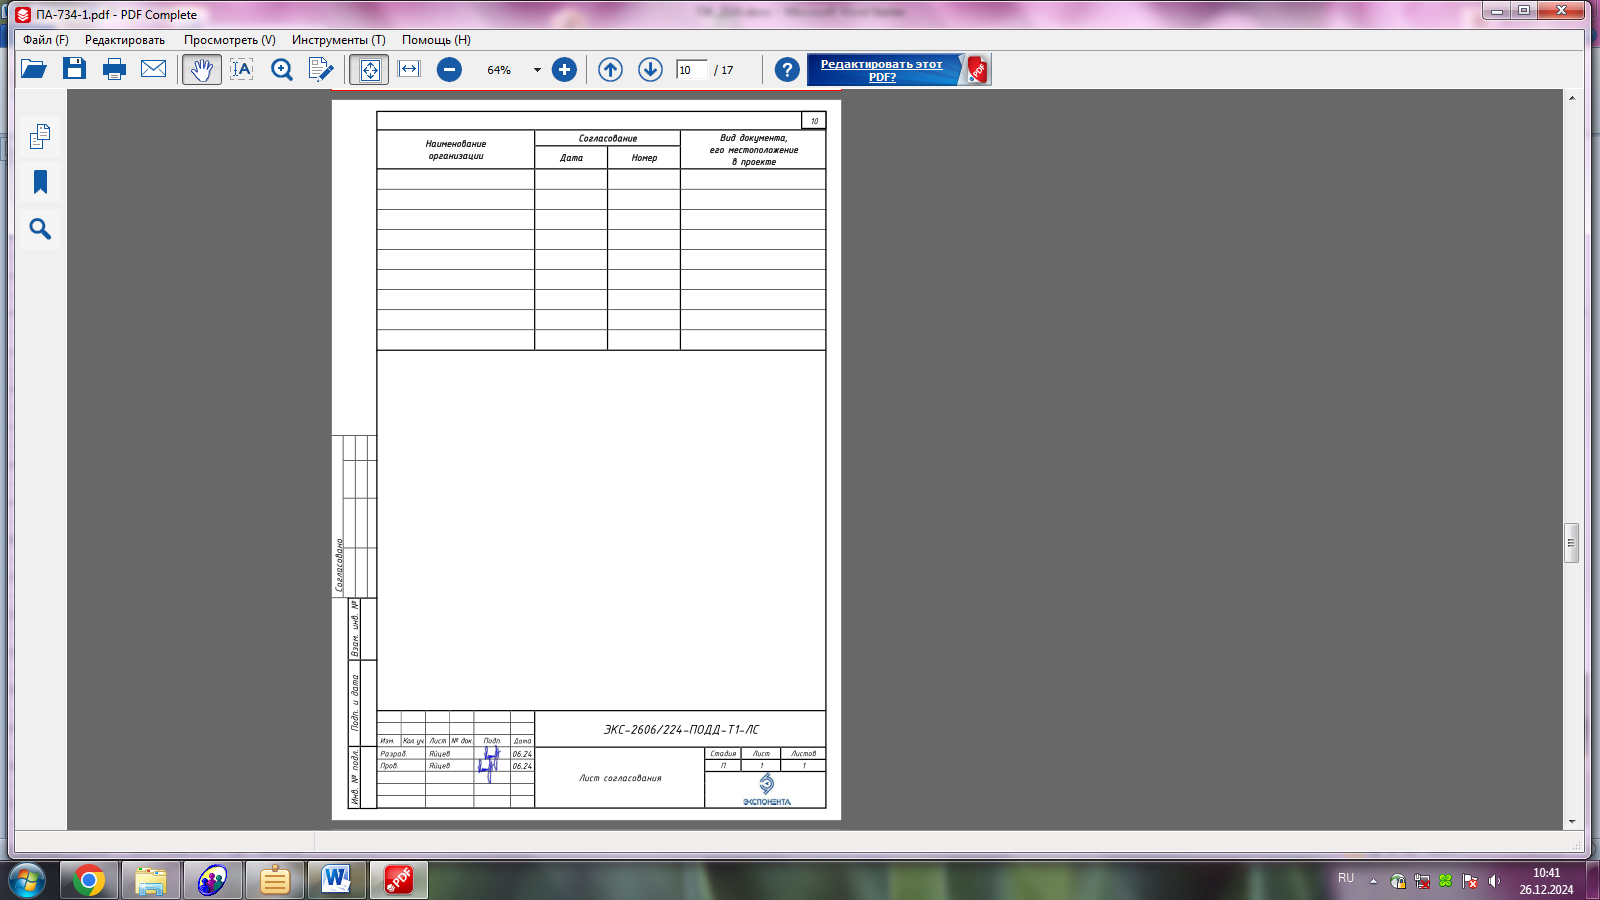 ПА-734-1.pdf - PDF Complete
Файл (F) Редактировать Просмотреть (V) Инструменты (T) Помощь (H)
64% 10 / 17 ? Редактировать этот
PDF?
PDF
10
Наименование
организации
Согласование
Дата Номер
Вид документа,
его местоположение
в проекте
Согласовано
Взам. инв. №
Подп. и дата
Инв. № подл.
ЭКС-2606/224-ПОДД-Т1-ЛС
Изм. Кол.уч. Лист № док. Подп. Дата
Разраб. Яйцев 06.24
Пров. Яйцев 06.24
Лист согласования
Стадия Лист Листов
П 1 1
ЭКСПОНЕНТА
W PDF
RU
10:41
26.12.2024